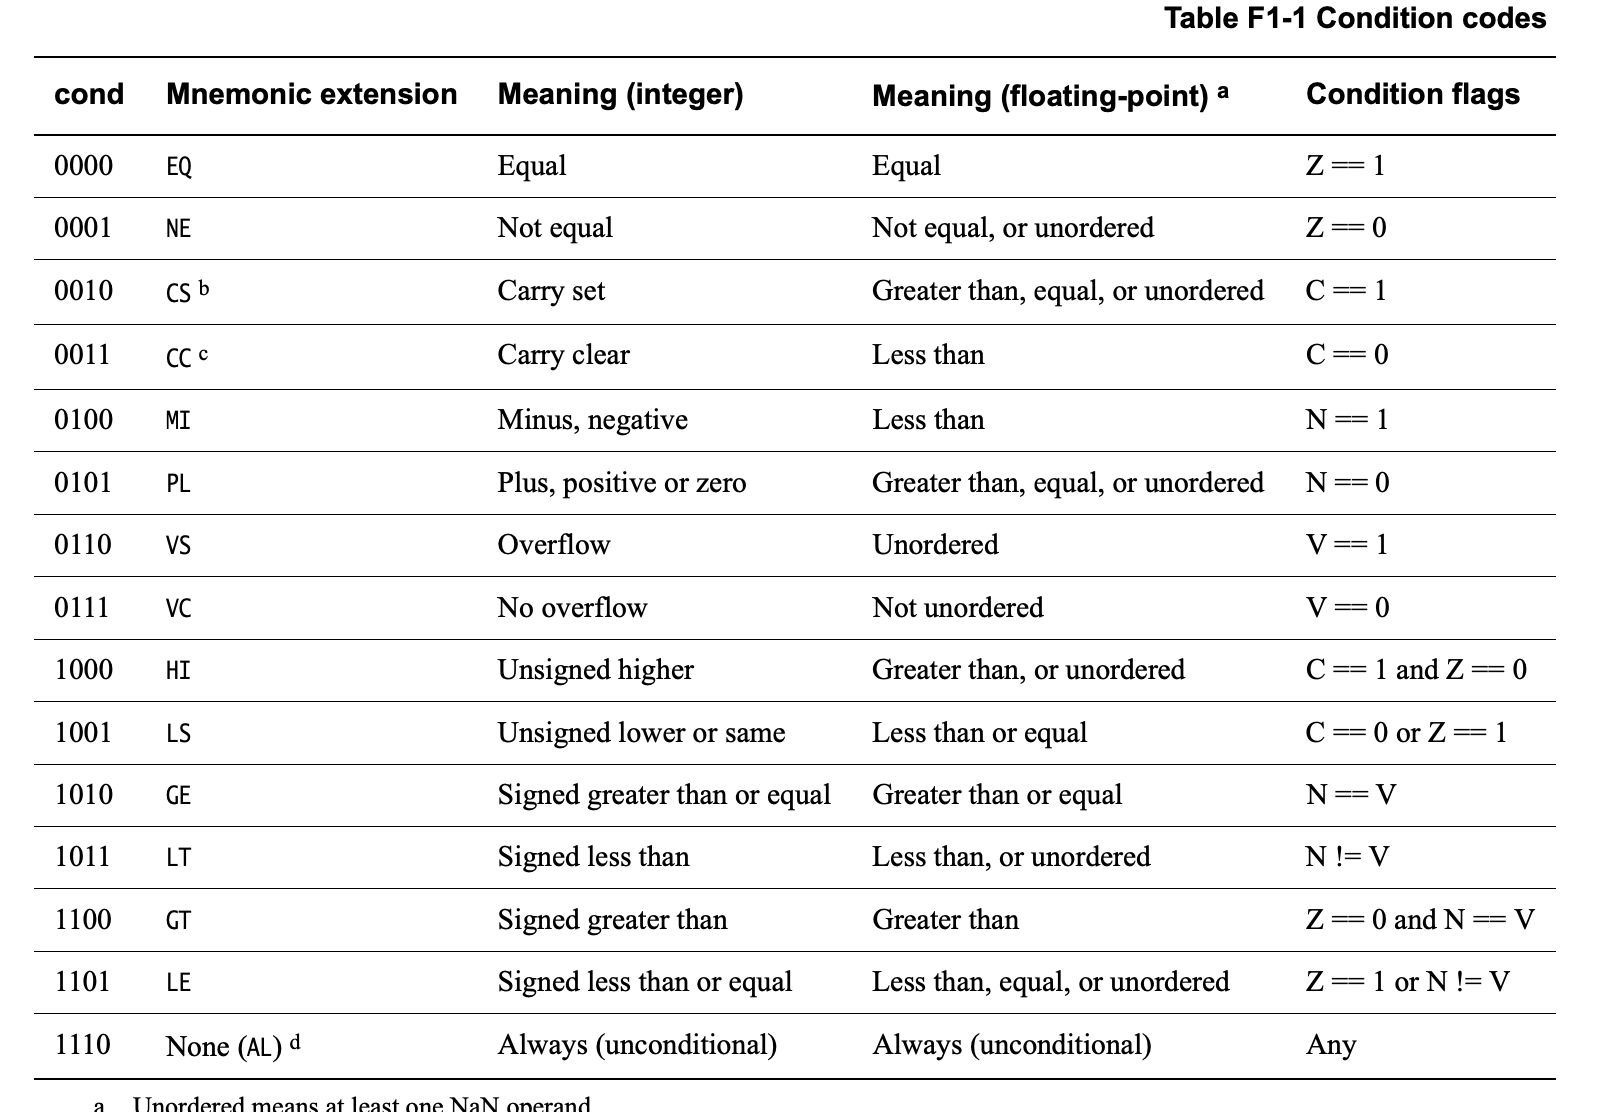 Table F1-1 Condition codes
cond Mnemonic extension Meaning (integer) Meaning (floating-point) a Condition flags
0000 EQ Equal Equal Z == 1
0001 NE Not equal Not equal, or unordered Z == 0
0010 CS b Carry set Greater than, equal, or unordered C == 1
0011 CC c Carry clear Less than C == 0
0100 MI Minus, negative Less than N == 1
0101 PL Plus, positive or zero Greater than, equal, or unordered N == 0
0110 VS Overflow Unordered V == 1
0111 VC No overflow Not unordered V == 0
1000 HI Unsigned higher Greater than, or unordered C == 1 and Z == 0
1001 LS Unsigned lower or same Less than or equal C == 0 or Z == 1
1010 GE Signed greater than or equal Greater than or equal N == V
1011 LT Signed less than Less than, or unordered N != V
1100 GT Signed greater than Greater than Z == 0 and N == V
1101 LE Signed less than or equal Less than, equal, or unordered Z == 1 or N != V
1110 None (AL) d Always (unconditional) Always (unconditional) Any
a Unordered means at least one NaN operand